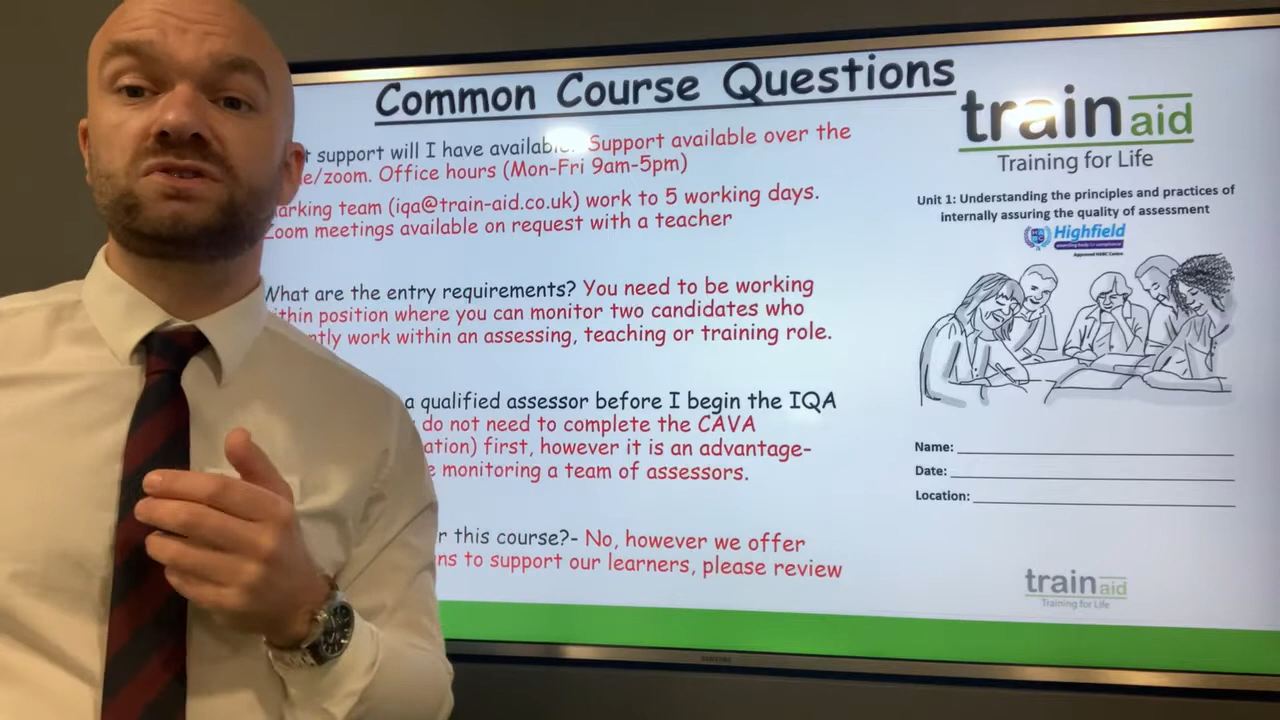 Common Course Questions
support will I have available? Support available over the
/zoom. Office hours (Mon-Fri 9am-5pm)
arking team (iqa@train-aid.co.uk) work to 5 working days.
Zoom meetings available on request with a teacher
What are the entry requirements? You need to be working
ithin position where you can monitor two candidates who
ntly work within an assessing, teaching or training role.
a qualified assessor before I begin the IQA
do not need to complete the CAVA
ation) first, however it is an advantage-
monitoring a team of assessors.
r this course?- No, however we offer
ns to support our learners, please review
train aid
Training for Life
Unit 1: Understanding the principles and practices of
internally assuring the quality of assessment
Highfield
Approved HABC Centre
Name:
Date:
Location:
train aid
Training for Life
SAMSUNG